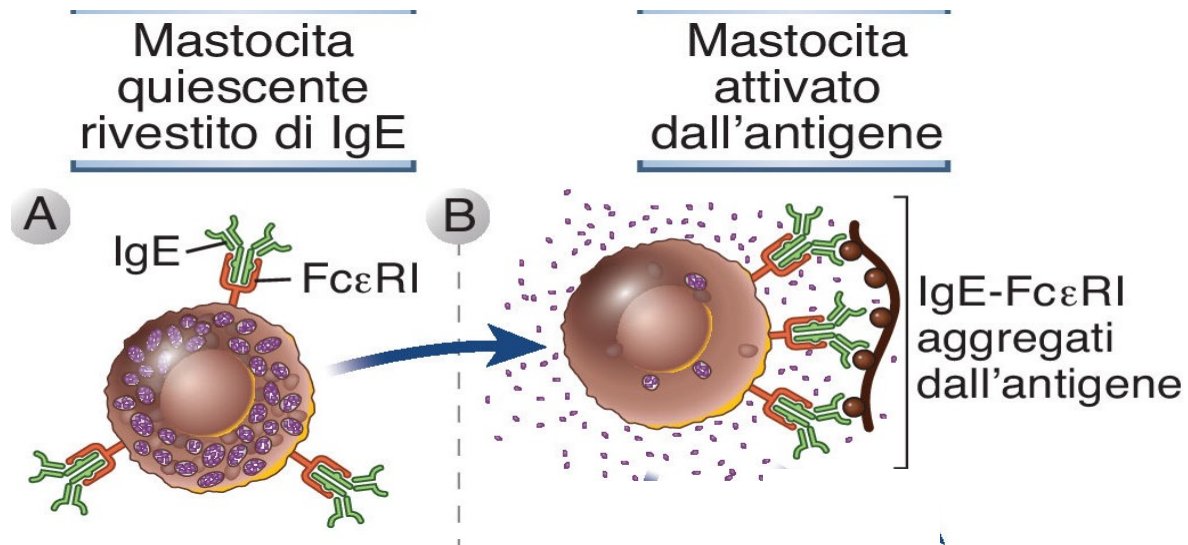 Mastocita
quiescente
rivestito di IgE
Mastocita
attivato
dall'antigene
A
B
IgE
FcεRI
IgE-FcεRI
aggregati
dall'antigene